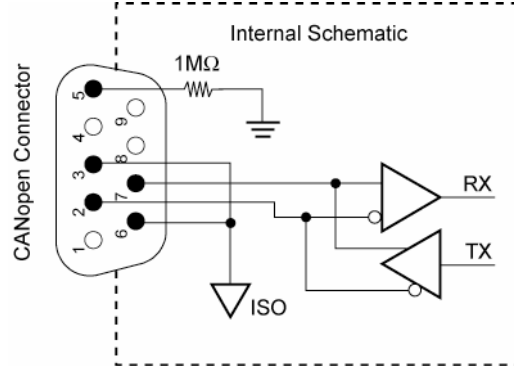 Internal Schematic
1MΩ
CANopen Connector
5
9
4
8
3
7
2
6
1
RX
TX
ISO